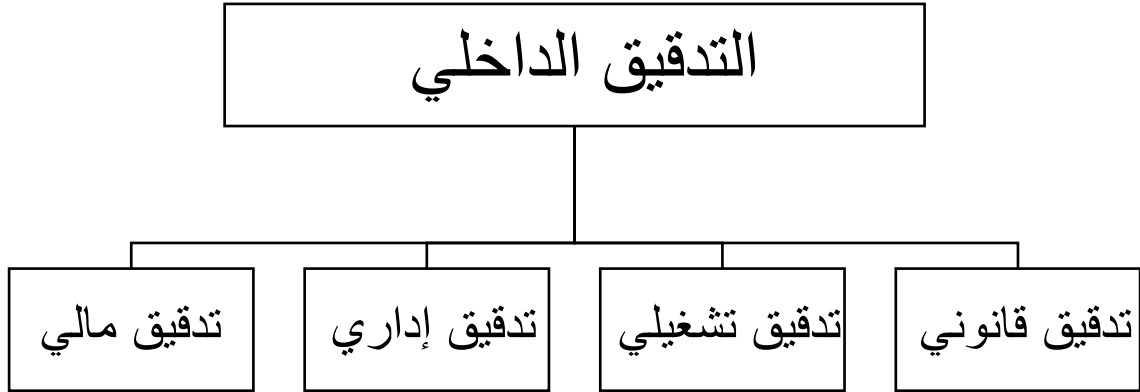 التدقيق الداخلي
تدقيق قانوني
تدقيق تشغيلي
تدقيق إداري
تدقيق مالي